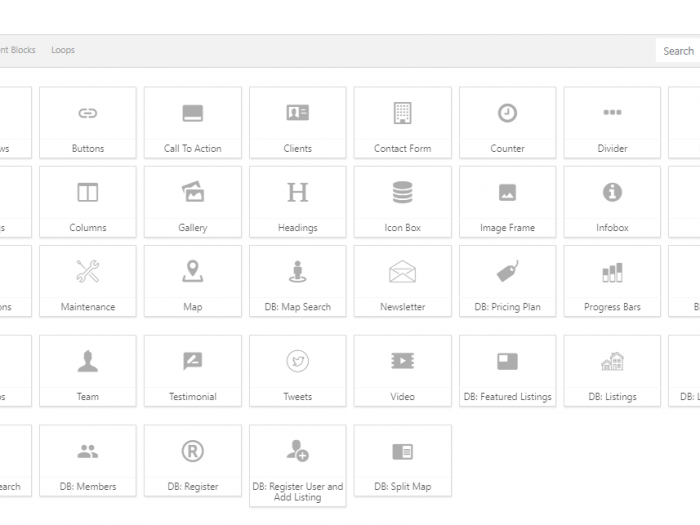 nt Blocks Loops Search
ws Buttons Call To Action Clients Contact Form Counter Divider
s Columns Gallery Headings Icon Box Image Frame Infobox
ons Maintenance Map DB: Map Search Newsletter DB: Pricing Plan Progress Bars B
os Team Testimonial Tweets Video DB: Featured Listings DB: Listings DB: L
earch DB: Members DB: Register DB: Register User and DB: Split Map
Add Listing